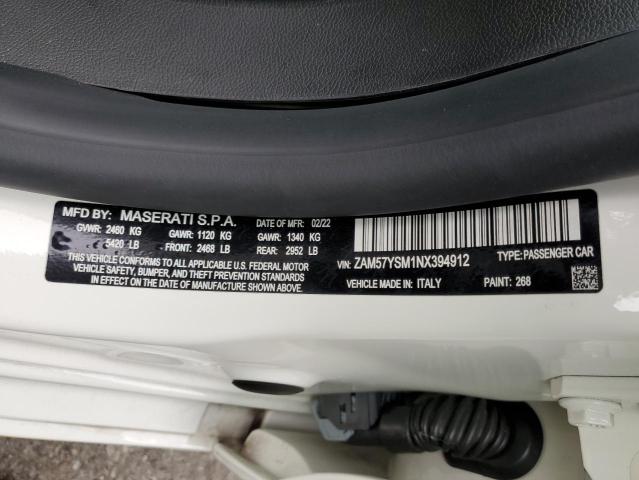 MFD BY: MASERATI S.P.A. DATE OF MFR: 02/22
GVWR: 2460 KG GAWR: 1120 KG GAWR: 1340 KG
5420 LB FRONT: 2468 LB REAR: 2952 LB
THIS VEHICLE CONFORMS TO ALL APPLICABLE U.S. FEDERAL MOTOR
VEHICLE SAFETY, BUMPER, AND THEFT PREVENTION STANDARDS
IN EFFECT ON THE DATE OF MANUFACTURE SHOWN ABOVE.
VIN: ZAM57YSM1NX394912 TYPE: PASSENGER CAR
VEHICLE MADE IN: ITALY PAINT: 268